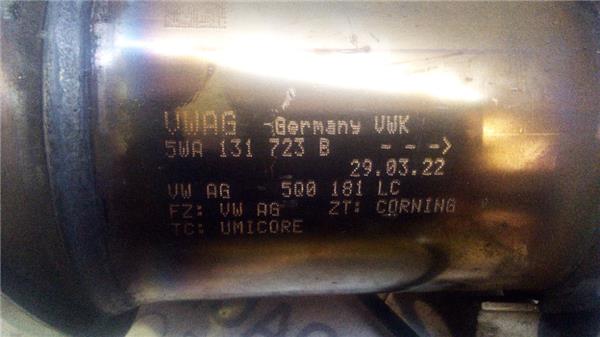 VWAG Germany VWK
5WA 131 723 B - - ->
29.03.22
VW AG 5Q0 181 LC
FZ: VW AG ZT: CORNING
TC: UMICORE